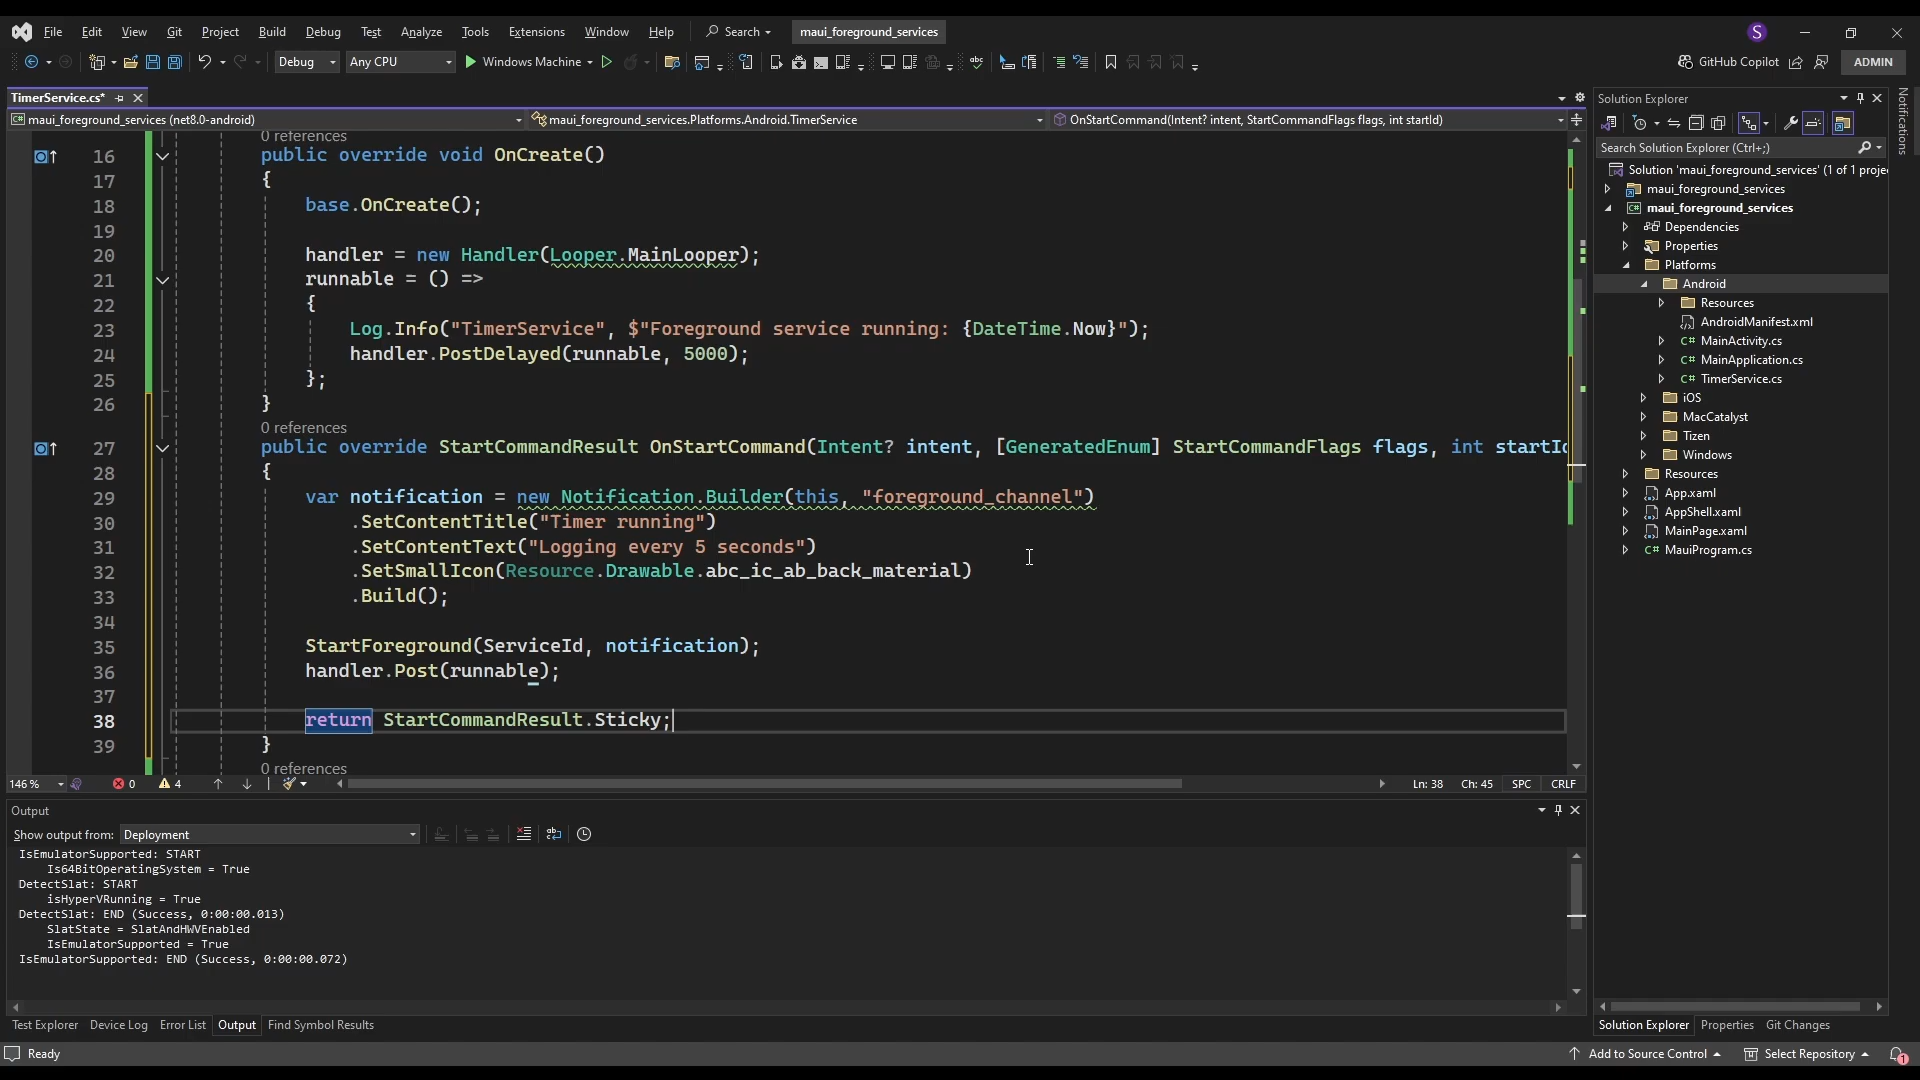 File Edit View Git Project Build Debug Test Analyze Tools Extensions Window Help Search maui_foreground_services S
Debug Any CPU Windows Machine GitHub Copilot ADMIN
TimerService.cs*
maui_foreground_services (net8.0-android) maui_foreground_services.Platforms.Android.TimerService OnStartCommand(Intent? intent, StartCommandFlags flags, int startId)
0 references
16 public override void OnCreate()
17 {
18 base.OnCreate();
19
20 handler = new Handler(Looper.MainLooper);
21 runnable = () =>
22 {
23 Log.Info("TimerService", $"Foreground service running: {DateTime.Now}");
24 handler.PostDelayed(runnable, 5000);
25 };
26 }
0 references
27 public override StartCommandResult OnStartCommand(Intent? intent, [GeneratedEnum] StartCommandFlags flags, int startId
28 {
29 var notification = new Notification.Builder(this, "foreground_channel")
30 .SetContentTitle("Timer running")
31 .SetContentText("Logging every 5 seconds")
32 .SetSmallIcon(Resource.Drawable.abc_ic_ab_back_material)
33 .Build();
34
35 StartForeground(ServiceId, notification);
36 handler.Post(runnable);
37
38 return StartCommandResult.Sticky;
39 }
0 references
146 % 0 4 Ln: 38 Ch: 45 SPC CRLF
Output
Show output from: Deployment
IsEmulatorSupported: START
Is64BitOperatingSystem = True
DetectSlat: START
isHyperVRunning = True
DetectSlat: END (Success, 0:00:00.013)
SlatState = SlatAndHWVEnabled
IsEmulatorSupported = True
IsEmulatorSupported: END (Success, 0:00:00.072)
Test Explorer Device Log Error List Output Find Symbol Results
Solution Explorer
Search Solution Explorer (Ctrl+;)
Solution 'maui_foreground_services' (1 of 1 proje
maui_foreground_services
maui_foreground_services
Dependencies
Properties
Platforms
Android
Resources
AndroidManifest.xml
C# MainActivity.cs
C# MainApplication.cs
C# TimerService.cs
iOS
MacCatalyst
Tizen
Windows
Resources
App.xaml
AppShell.xaml
MainPage.xaml
C# MauiProgram.cs
Solution Explorer Properties Git Changes
Notifications
Ready Add to Source Control Select Repository 1